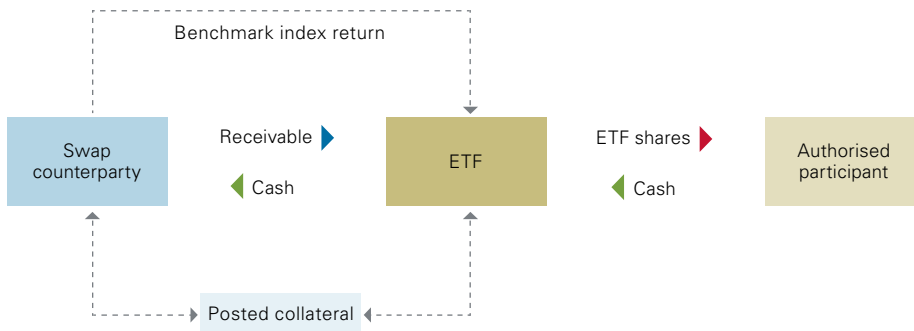 Benchmark index return
Swap
counterparty
Receivable
Cash
ETF
ETF shares
Cash
Authorised
participant
Posted collateral